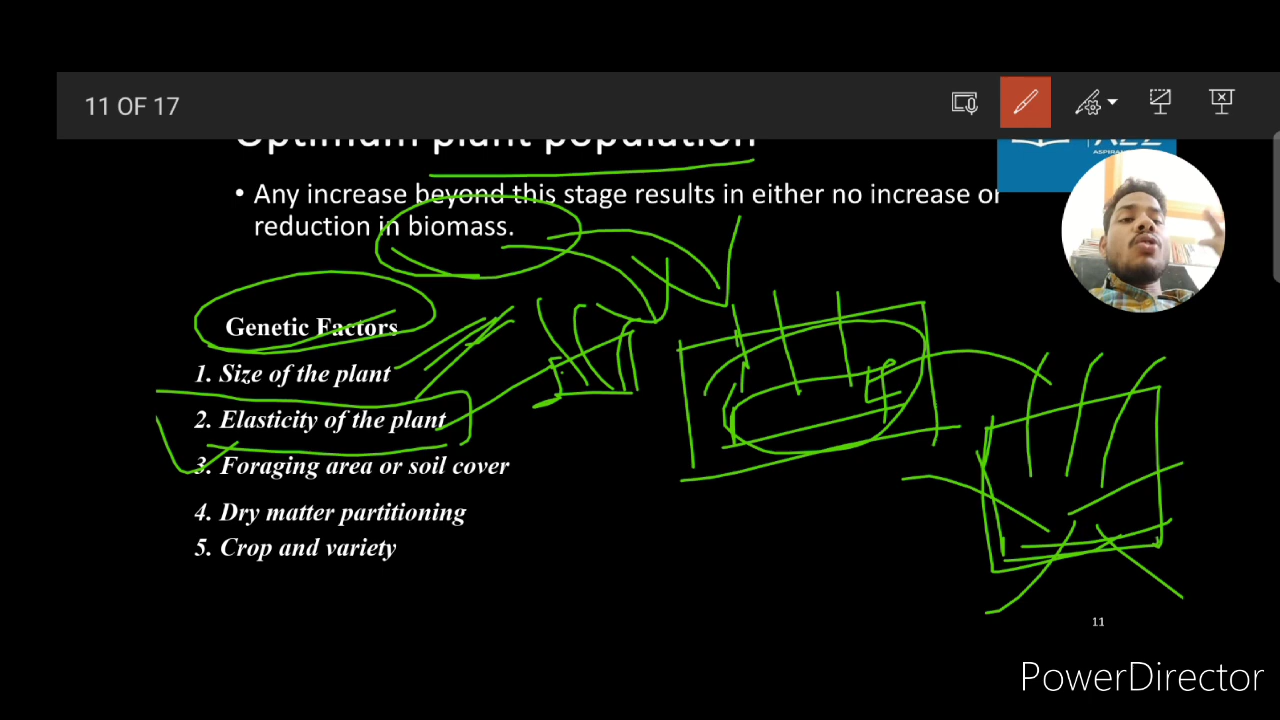 11 OF 17
Optimum plant population
• Any increase beyond this stage results in either no increase or
reduction in biomass.
Genetic Factors
1. Size of the plant
2. Elasticity of the plant
3. Foraging area or soil cover
4. Dry matter partitioning
5. Crop and variety
11
PowerDirector